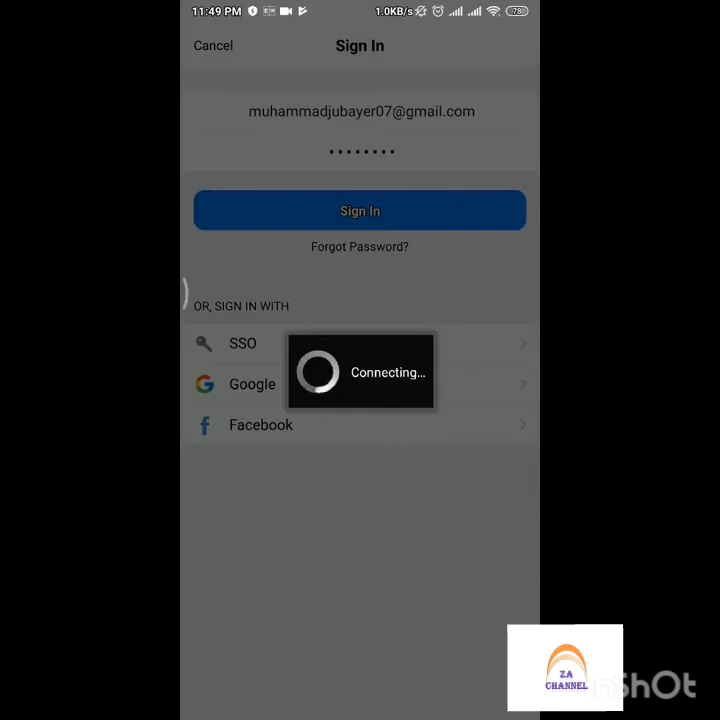 11:49 PM
1.0KB/s
78
Cancel
Sign In
muhammadjubayer07@gmail.com
Sign In
Forgot Password?
OR, SIGN IN WITH
SSO
Connecting...
Google
Facebook
ZA
CHANNEL